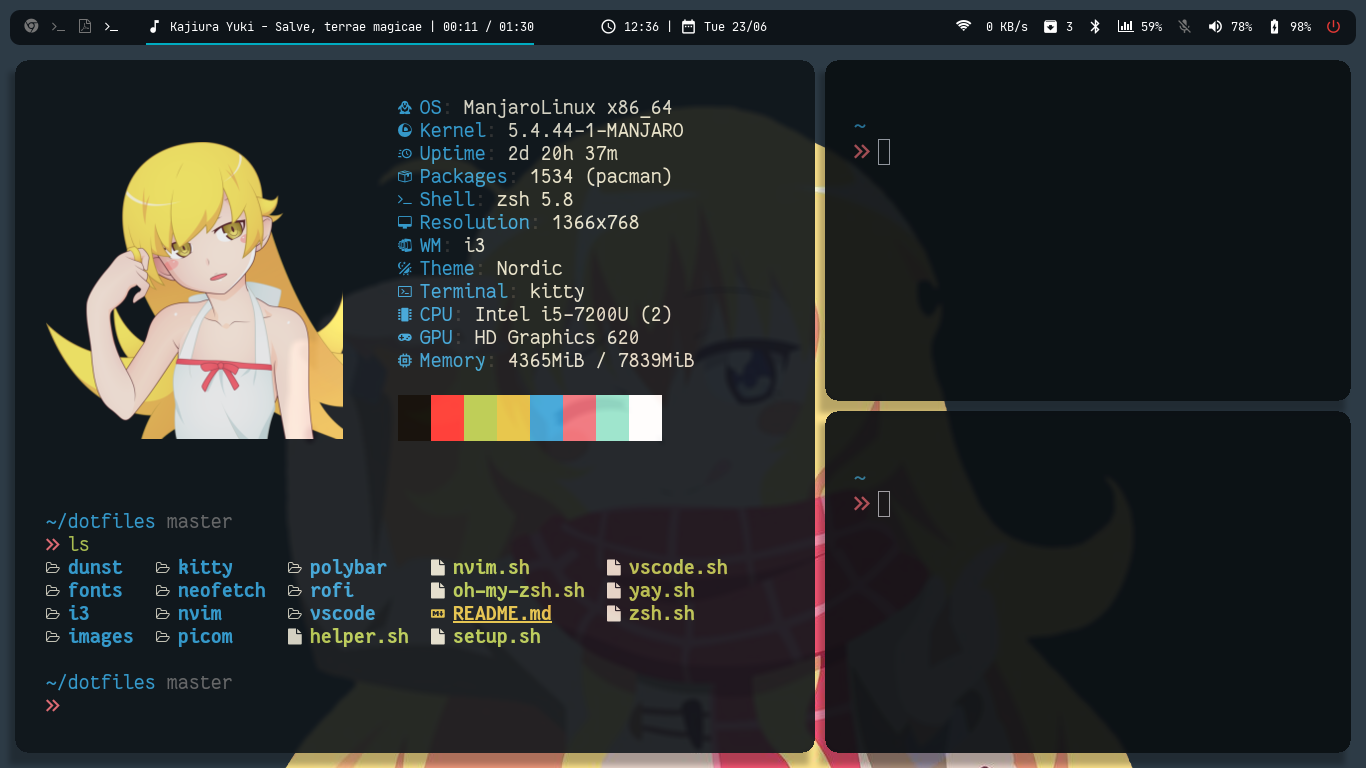 Kajiura Yuki - Salve, terrae magicae | 00:11 / 01:30 12:36 | Tue 23/06 0 KB/s 3 59% 78% 98%
OS: ManjaroLinux x86_64
Kernel: 5.4.44-1-MANJARO
Uptime: 2d 20h 37m
Packages: 1534 (pacman)
Shell: zsh 5.8
Resolution: 1366x768
WM: i3
Theme: Nordic
Terminal: kitty
CPU: Intel i5-7200U (2)
GPU: HD Graphics 620
Memory: 4365MiB / 7839MiB
~/dotfiles master
» ls
dunst kitty polybar nvim.sh vscode.sh
fonts neofetch rofi oh-my-zsh.sh yay.sh
i3 nvim vscode README.md zsh.sh
images picom helper.sh setup.sh
~/dotfiles master
»
~
»
~
»